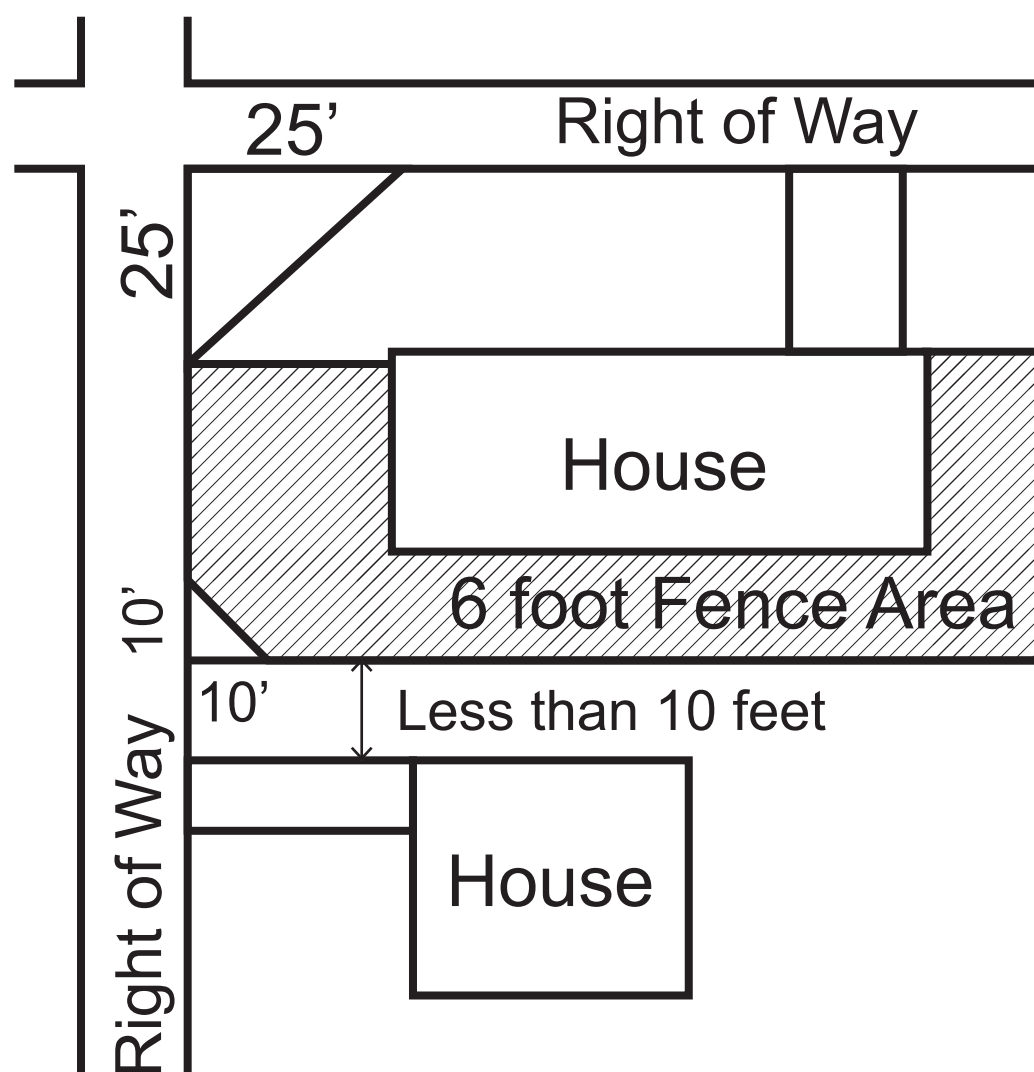 25’
Right of Way
25’
House
6 foot Fence Area
10’
10’
Less than 10 feet
Right of Way
House